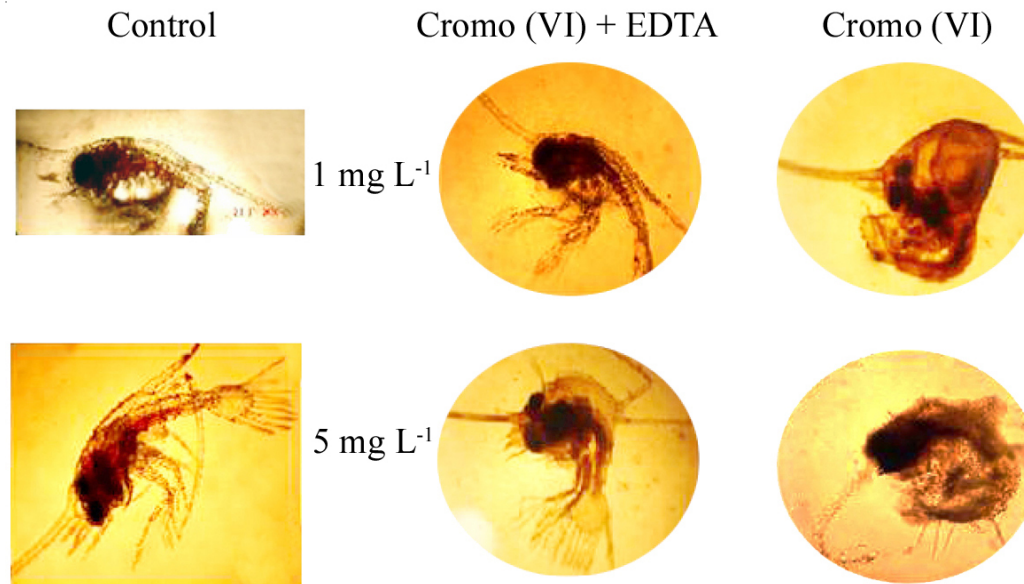 Control
Cromo (VI) + EDTA
Cromo (VI)
1 mg L⁻¹
5 mg L⁻¹